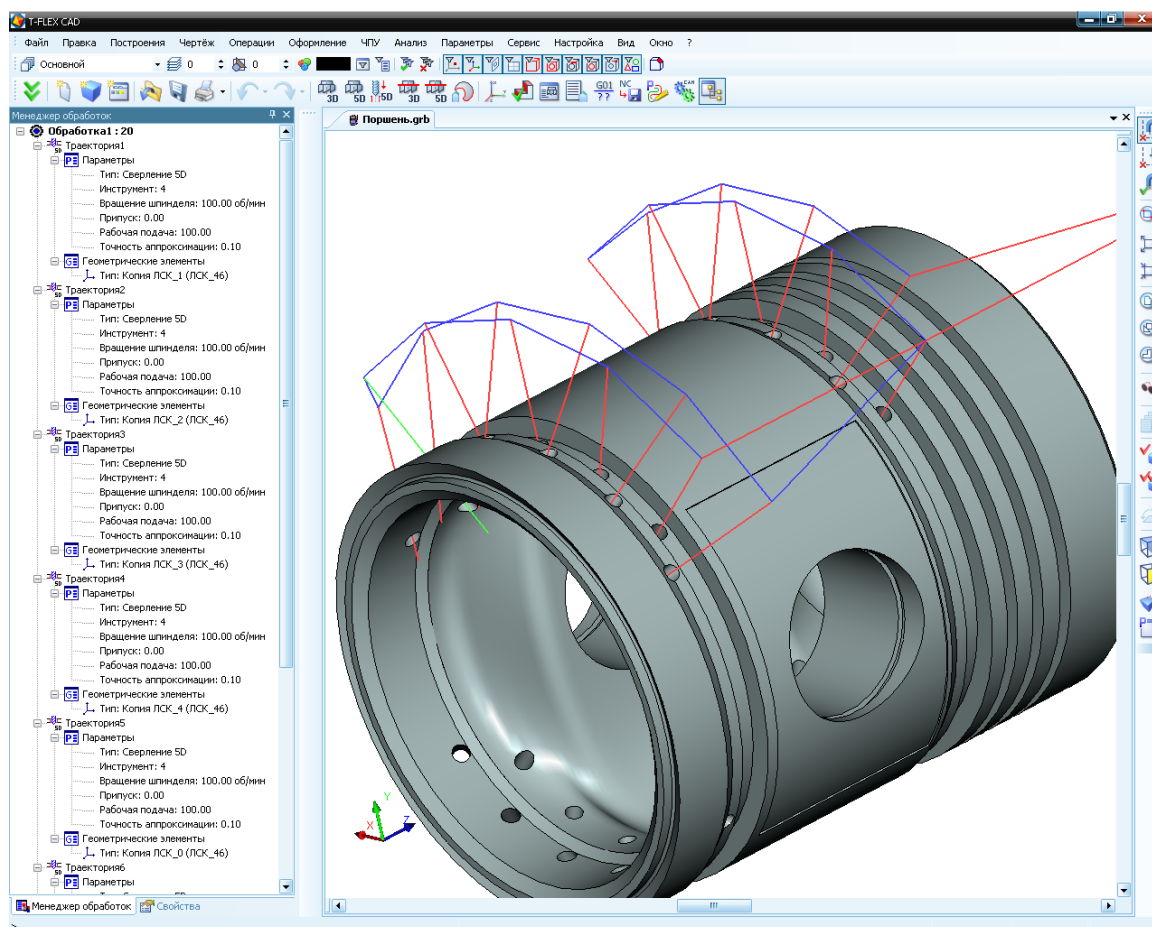 T-FLEX CAD
Файл Правка Построения Чертёж Операции Оформление ЧПУ Анализ Параметры Сервис Настройка Вид Окно ?
Основной 0 0
3D 5D 5D 3D 5D G01 ?? NC CAM
Менеджер обработок
Поршень.grb
Обработка1 : 20
Траектория1
Параметры
Тип: Сверление 5D
Инструмент: 4
Вращение шпинделя: 100.00 об/мин
Припуск: 0.00
Рабочая подача: 100.00
Точность аппроксимации: 0.10
Геометрические элементы
Тип: Копия ЛСК_1 (ЛСК_46)
Траектория2
Параметры
Тип: Сверление 5D
Инструмент: 4
Вращение шпинделя: 100.00 об/мин
Припуск: 0.00
Рабочая подача: 100.00
Точность аппроксимации: 0.10
Геометрические элементы
Тип: Копия ЛСК_2 (ЛСК_46)
Траектория3
Параметры
Тип: Сверление 5D
Инструмент: 4
Вращение шпинделя: 100.00 об/мин
Припуск: 0.00
Рабочая подача: 100.00
Точность аппроксимации: 0.10
Геометрические элементы
Тип: Копия ЛСК_3 (ЛСК_46)
Траектория4
Параметры
Тип: Сверление 5D
Инструмент: 4
Вращение шпинделя: 100.00 об/мин
Припуск: 0.00
Рабочая подача: 100.00
Точность аппроксимации: 0.10
Геометрические элементы
Тип: Копия ЛСК_4 (ЛСК_46)
Траектория5
Параметры
Тип: Сверление 5D
Инструмент: 4
Вращение шпинделя: 100.00 об/мин
Припуск: 0.00
Рабочая подача: 100.00
Точность аппроксимации: 0.10
Геометрические элементы
Тип: Копия ЛСК_0 (ЛСК_46)
Траектория6
Параметры
X Y Z
Менеджер обработок Свойства